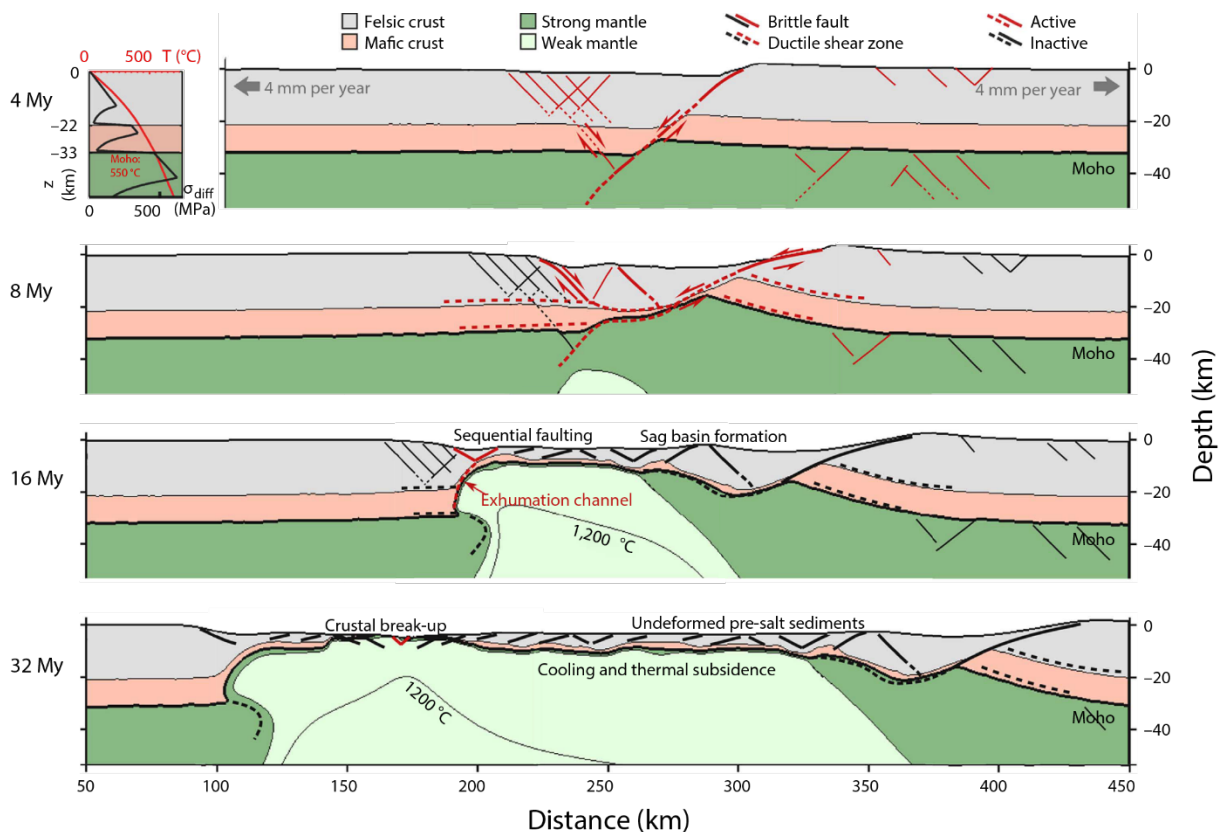 Felsic crust
Mafic crust
Strong mantle
Weak mantle
Brittle fault
Ductile shear zone
Active
Inactive
0 500 T (°C)
4 My
0
−22
−33
z (km)
Moho: 550 °C
0 500 (MPa)
σdiff
4 mm per year
4 mm per year
Moho
0
−20
−40
8 My
Moho
0
−20
−40
16 My
Sequential faulting
Sag basin formation
Exhumation channel
1,200 °C
Moho
0
−20
−40
32 My
Crustal break-up
Undeformed pre-salt sediments
Cooling and thermal subsidence
1200 °C
Moho
0
−20
−40
50 100 150 200 250 300 350 400 450
Distance (km)
Depth (km)